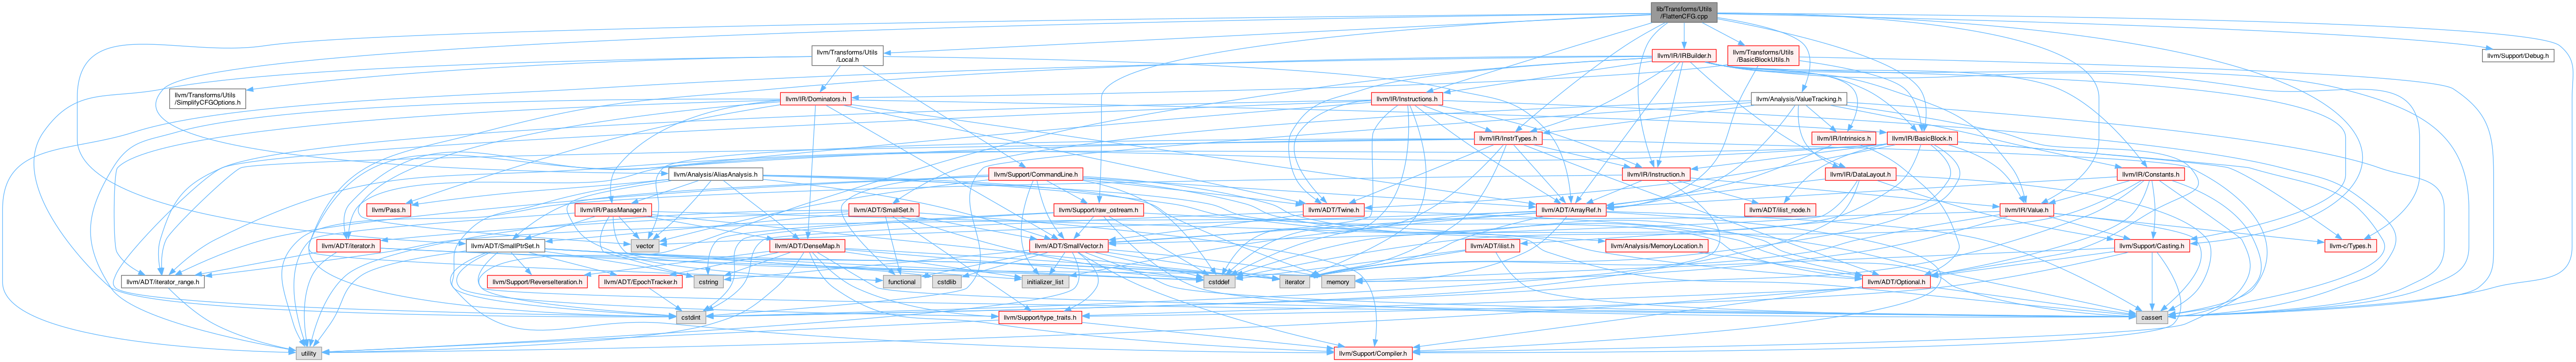 lib/Transforms/Utils
/FlattenCFG.cpp
llvm/Transforms/Utils
/Local.h
llvm/IR/IRBuilder.h
llvm/Transforms/Utils
/BasicBlockUtils.h
llvm/Support/Debug.h
llvm/Transforms/Utils
/SimplifyCFGOptions.h
llvm/IR/Dominators.h
llvm/IR/Instructions.h
llvm/Analysis/ValueTracking.h
llvm/IR/InstrTypes.h
llvm/IR/Intrinsics.h
llvm/IR/BasicBlock.h
llvm/Analysis/AliasAnalysis.h
llvm/Support/CommandLine.h
llvm/IR/Instruction.h
llvm/IR/DataLayout.h
llvm/IR/Constants.h
llvm/Pass.h
llvm/IR/PassManager.h
llvm/ADT/SmallSet.h
llvm/Support/raw_ostream.h
llvm/ADT/Twine.h
llvm/ADT/ArrayRef.h
llvm/ADT/ilist_node.h
llvm/IR/Value.h
llvm/ADT/iterator.h
llvm/ADT/SmallPtrSet.h
vector
llvm/ADT/DenseMap.h
llvm/ADT/SmallVector.h
llvm/ADT/ilist.h
llvm/Analysis/MemoryLocation.h
llvm/Support/Casting.h
llvm-c/Types.h
llvm/ADT/iterator_range.h
llvm/Support/ReverseIteration.h
llvm/ADT/EpochTracker.h
cstring
functional
cstdlib
initializer_list
cstddef
iterator
memory
llvm/ADT/Optional.h
cstdint
llvm/Support/type_traits.h
cassert
utility
llvm/Support/Compiler.h